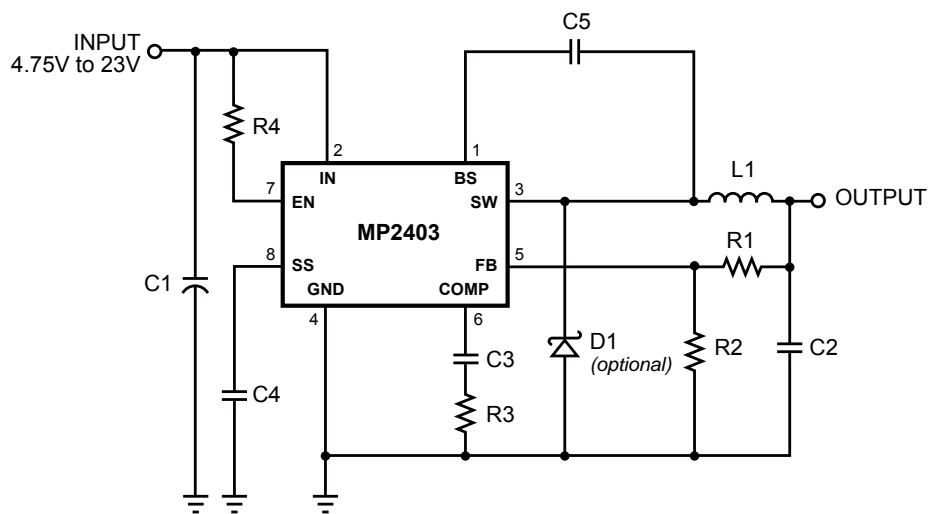 INPUT
4.75V to 23V
C5
R4
2
1
IN
BS
L1
7
EN
SW
3
OUTPUT
MP2403
R1
8
SS
FB
5
C1
GND
COMP
4
6
C3
D1
(optional)
R2
C2
C4
R3